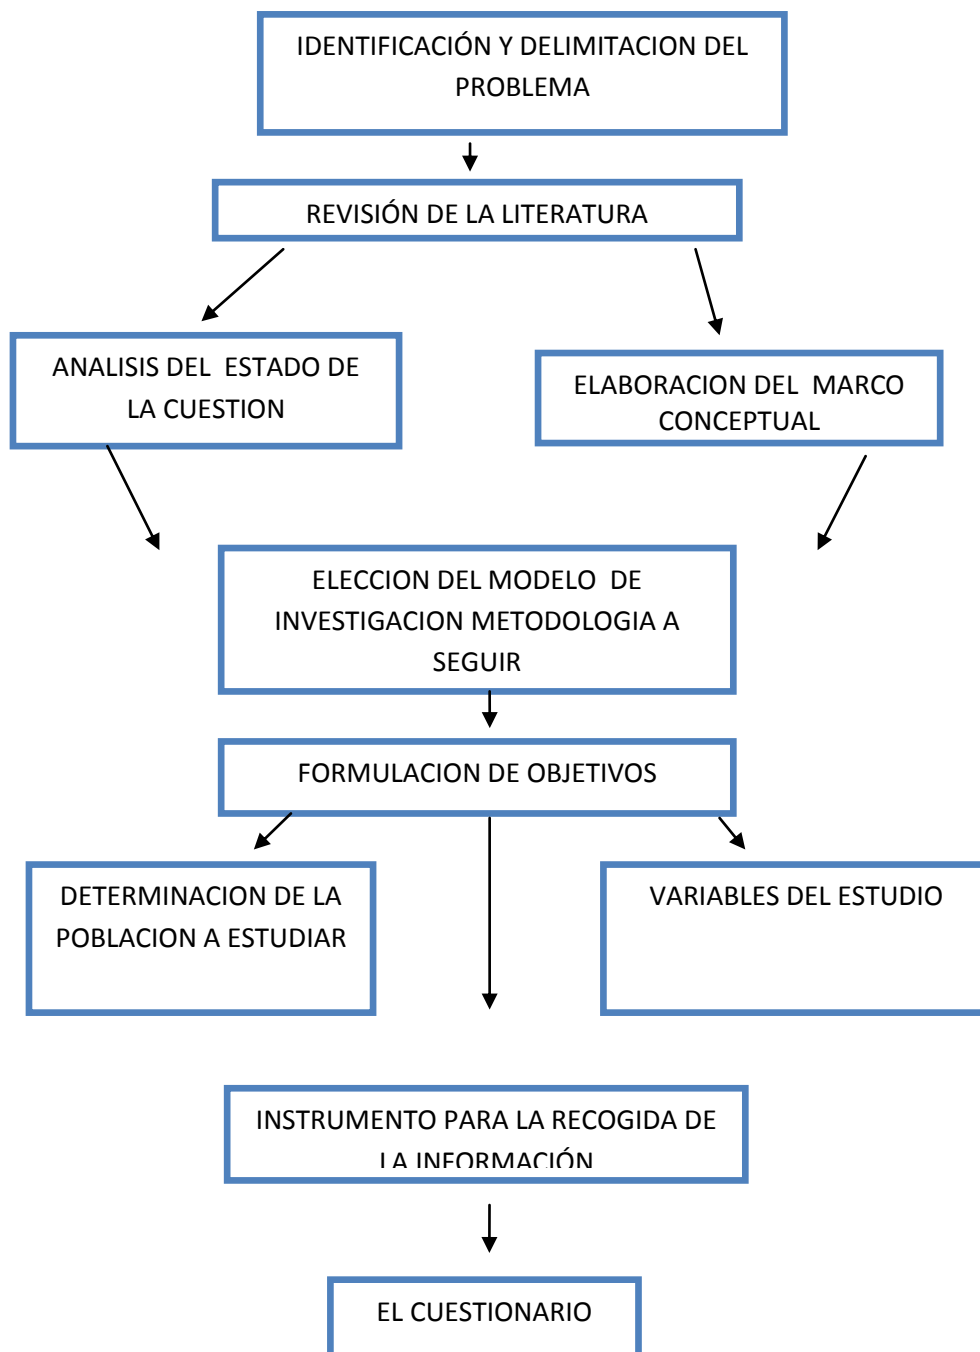 IDENTIFICACIÓN Y DELIMITACION DEL
PROBLEMA
REVISIÓN DE LA LITERATURA
ANALISIS DEL  ESTADO DE
LA CUESTION
ELABORACION DEL  MARCO
CONCEPTUAL
ELECCION DEL MODELO  DE
INVESTIGACION METODOLOGIA A
SEGUIR
FORMULACION DE OBJETIVOS
DETERMINACION DE LA
POBLACION A ESTUDIAR
VARIABLES DEL ESTUDIO
INSTRUMENTO PARA LA RECOGIDA DE
LA INFORMACIÓN
EL CUESTIONARIO